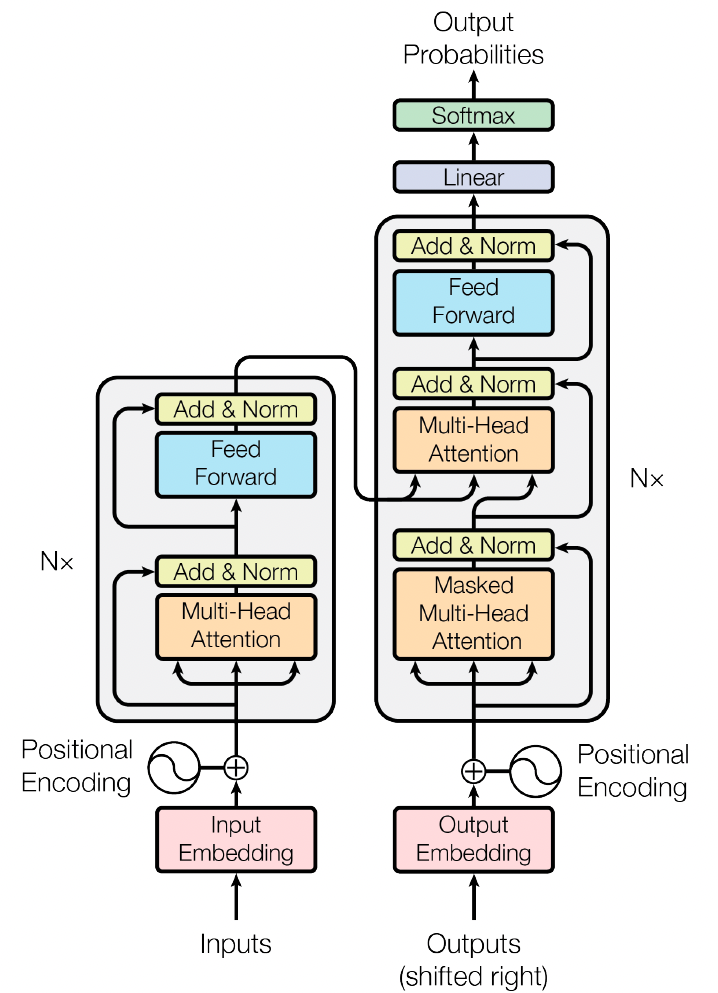 Output
Probabilities
Softmax
Linear
Add & Norm
Feed
Forward
Add & Norm
Multi-Head
Attention
Nx
Add & Norm
Masked
Multi-Head
Attention
Add & Norm
Feed
Forward
Nx
Add & Norm
Multi-Head
Attention
Positional
Encoding
Positional
Encoding
Input
Embedding
Output
Embedding
Inputs
Outputs
(shifted right)